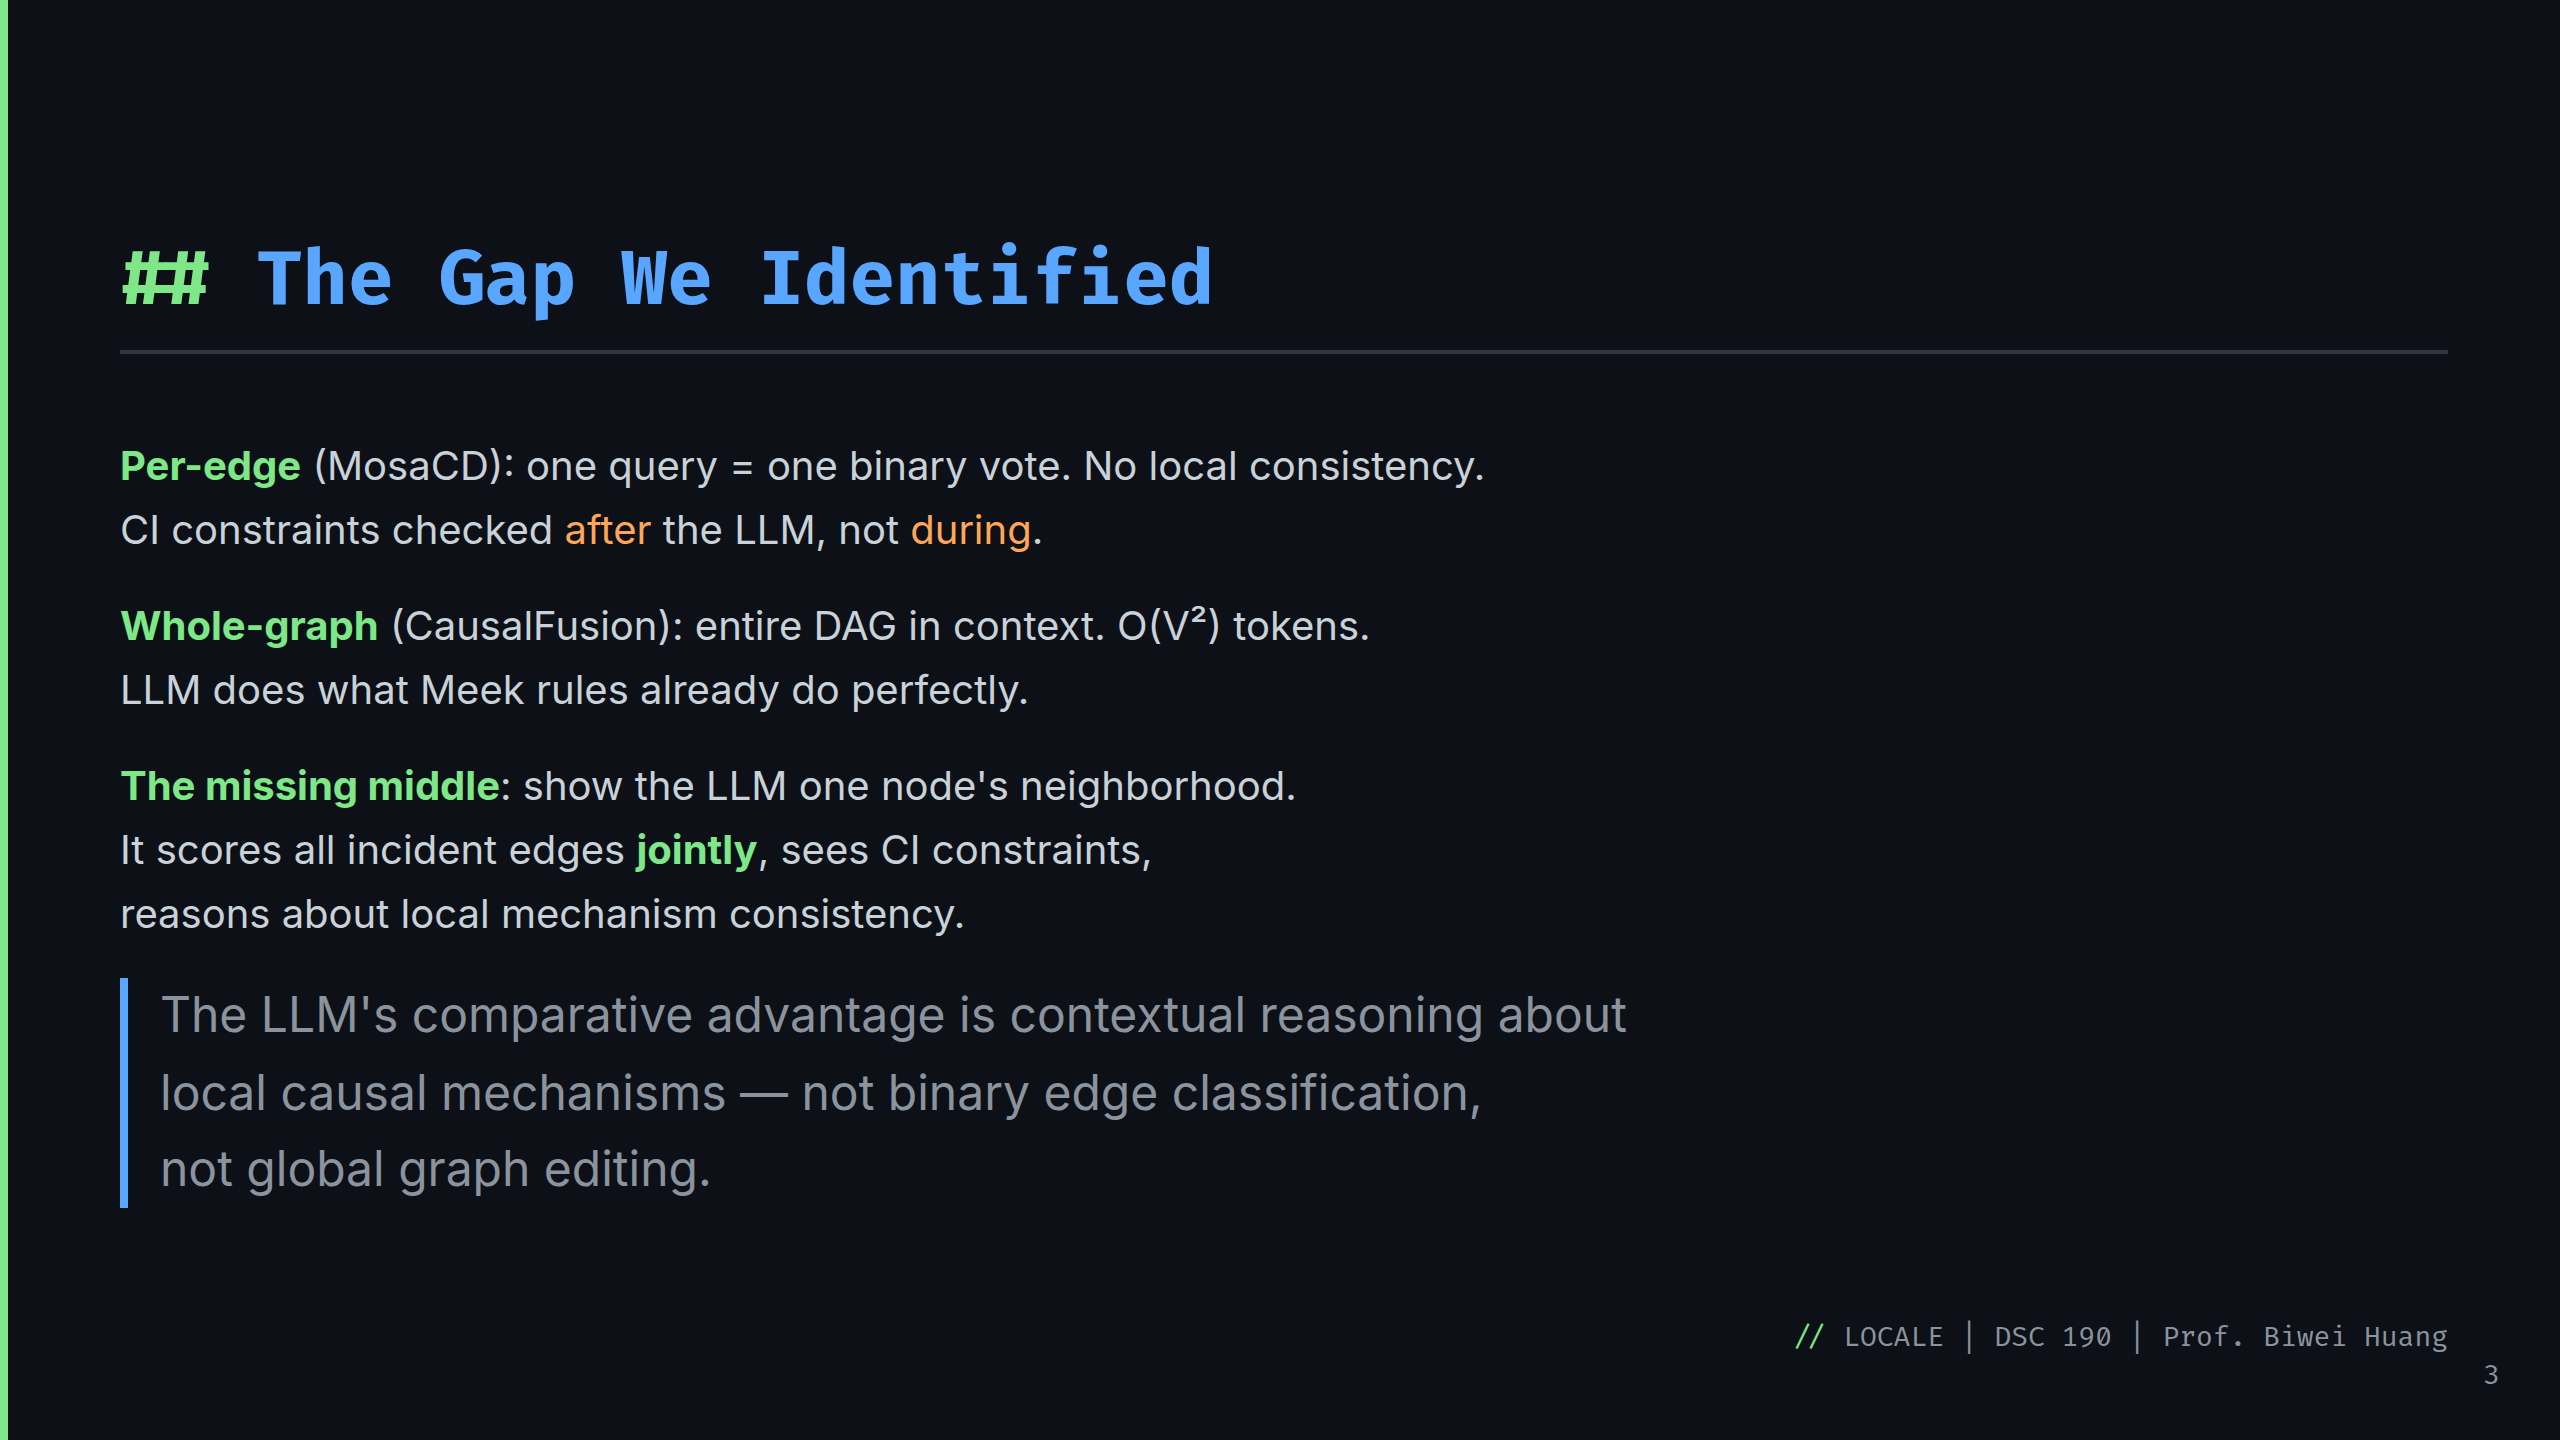 ## The Gap We Identified
Per-edge (MosaCD): one query = one binary vote. No local consistency.
CI constraints checked after the LLM, not during.
Whole-graph (CausalFusion): entire DAG in context. O(V²) tokens.
LLM does what Meek rules already do perfectly.
The missing middle: show the LLM one node's neighborhood.
It scores all incident edges jointly, sees CI constraints,
reasons about local mechanism consistency.
The LLM's comparative advantage is contextual reasoning about
local causal mechanisms — not binary edge classification,
not global graph editing.
// LOCALE | DSC 190 | Prof. Biwei Huang
3